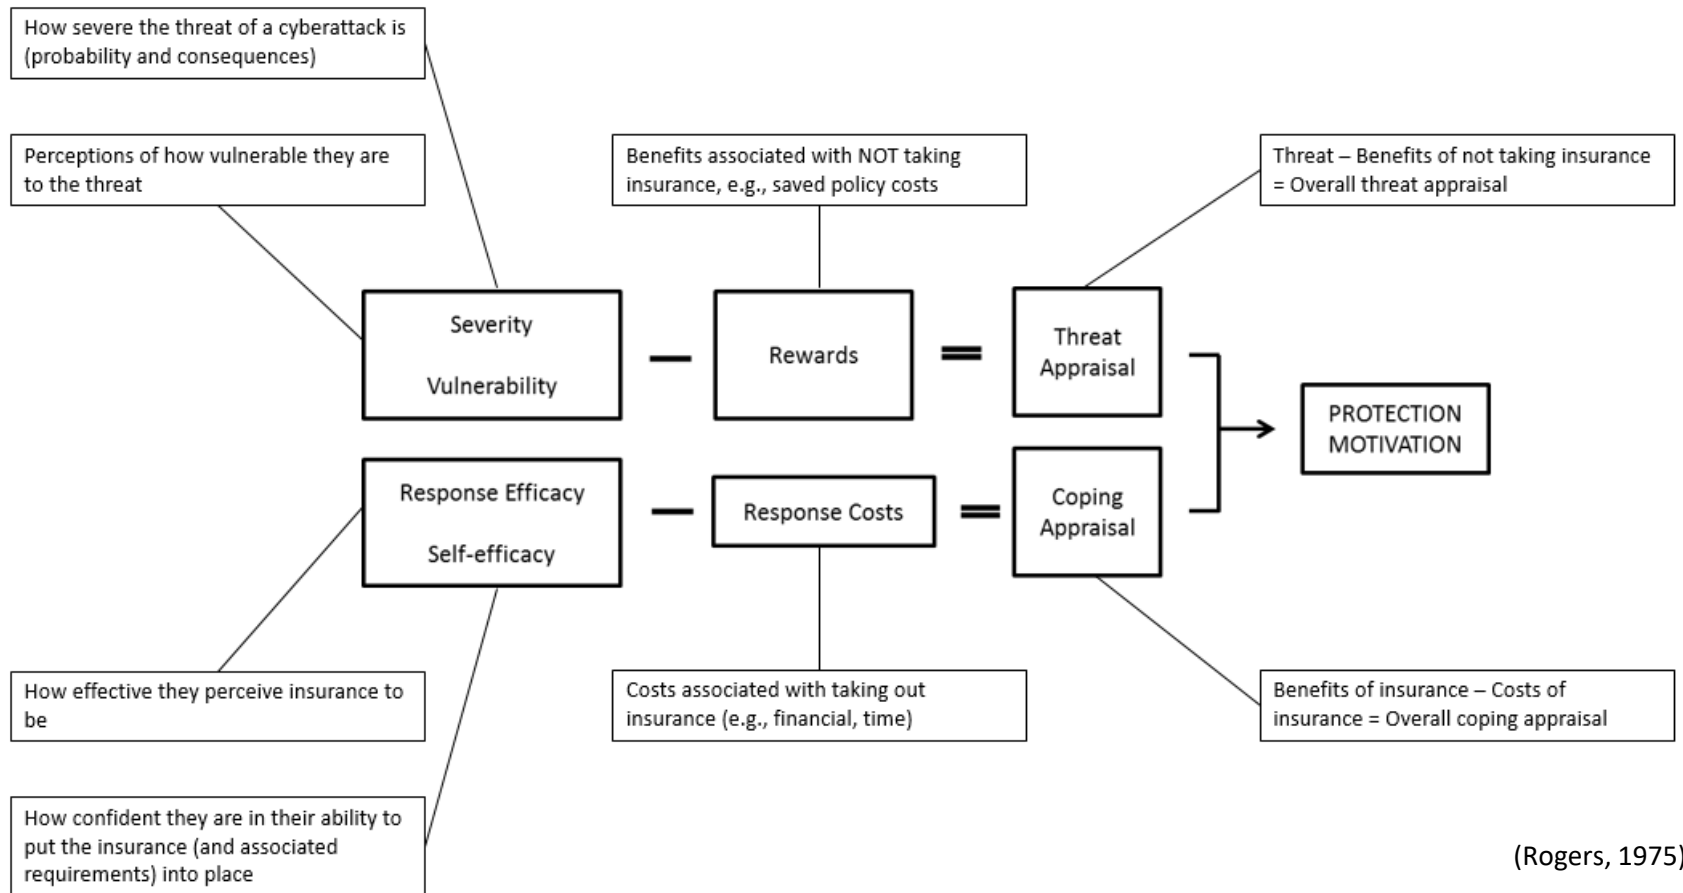 How severe the threat of a cyberattack is
(probability and consequences)
Perceptions of how vulnerable they are
to the threat
Benefits associated with NOT taking
insurance, e.g., saved policy costs
Threat – Benefits of not taking insurance
= Overall threat appraisal
Severity
Vulnerability
Rewards
Threat
Appraisal
PROTECTION
MOTIVATION
Response Efficacy
Self-efficacy
Response Costs
Coping
Appraisal
How effective they perceive insurance to
be
Costs associated with taking out
insurance (e.g., financial, time)
Benefits of insurance – Costs of
insurance = Overall coping appraisal
How confident they are in their ability to
put the insurance (and associated
requirements) into place
(Rogers, 1975)